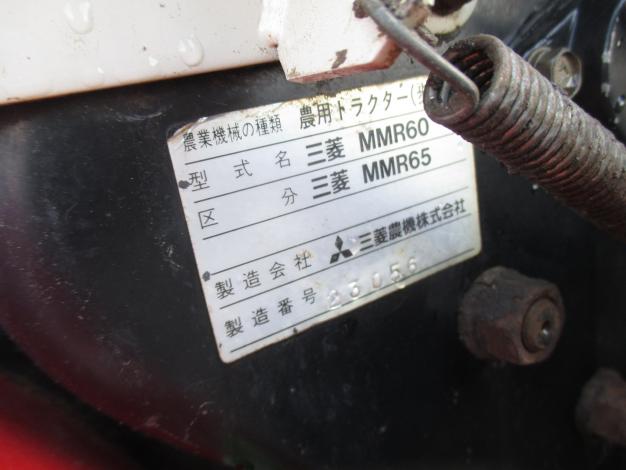 農業機械の種類 農用トラクター(
型式名 三菱 MMR60
区分 三菱 MMR65
製造会社 三菱農機株式会社
製造番号 23056